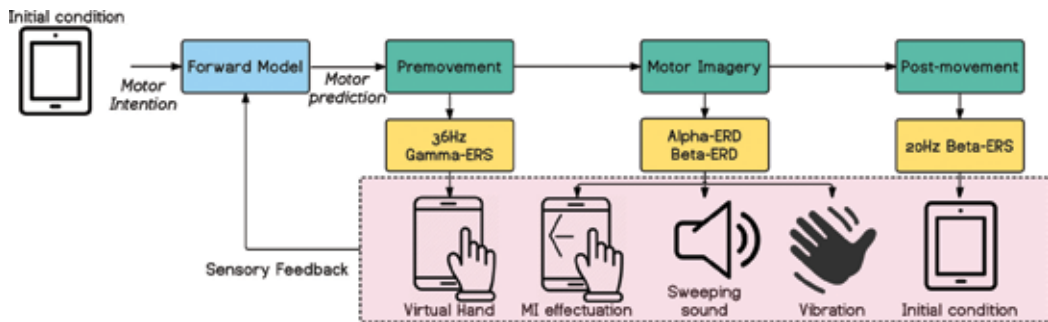 Initial condition
Motor
Intention
Forward Model
Motor
prediction
Premovement
Motor Imagery
Post-movement
36Hz
Gamma-ERS
Alpha-ERD
Beta-ERD
20Hz Beta-ERS
Sensory Feedback
Virtual Hand
MI effectuation
Sweeping
sound
Vibration
Initial condition